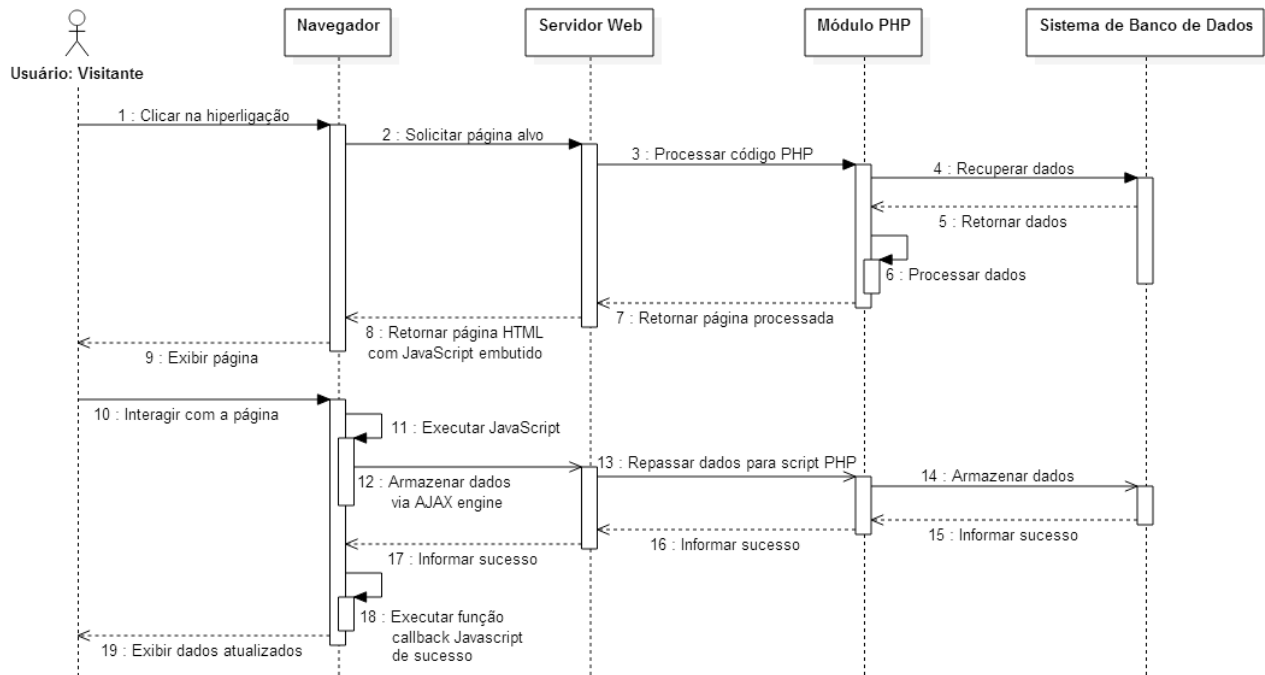 Navegador
Servidor Web
Módulo PHP
Sistema de Banco de Dados
Usuário: Visitante
1 : Clicar na hiperligação
2 : Solicitar página alvo
3 : Processar código PHP
4 : Recuperar dados
5 : Retornar dados
6 : Processar dados
7 : Retornar página processada
8 : Retornar página HTML
com JavaScript embutido
9 : Exibir página
10 : Interagir com a página
11 : Executar JavaScript
12 : Armazenar dados
via AJAX engine
13 : Repassar dados para script PHP
14 : Armazenar dados
15 : Informar sucesso
16 : Informar sucesso
17 : Informar sucesso
18 : Executar função
callback Javascript
de sucesso
19 : Exibir dados atualizados